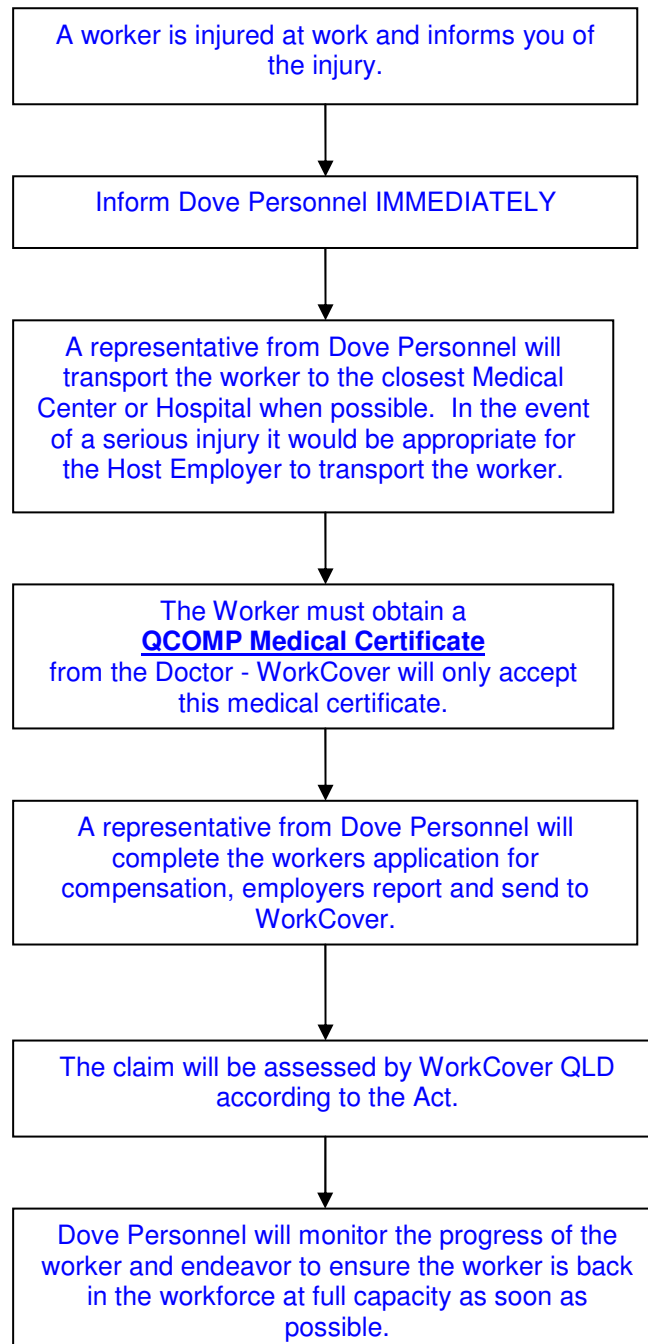 A worker is injured at work and informs you of
the injury.
Inform Dove Personnel IMMEDIATELY
A representative from Dove Personnel will
transport the worker to the closest Medical
Center or Hospital when possible.  In the event
of a serious injury it would be appropriate for
the Host Employer to transport the worker.
The Worker must obtain a
QCOMP Medical Certificate
from the Doctor - WorkCover will only accept
this medical certificate.
A representative from Dove Personnel will
complete the workers application for
compensation, employers report and send to
WorkCover.
The claim will be assessed by WorkCover QLD
according to the Act.
Dove Personnel will monitor the progress of the
worker and endeavor to ensure the worker is back
in the workforce at full capacity as soon as
possible.